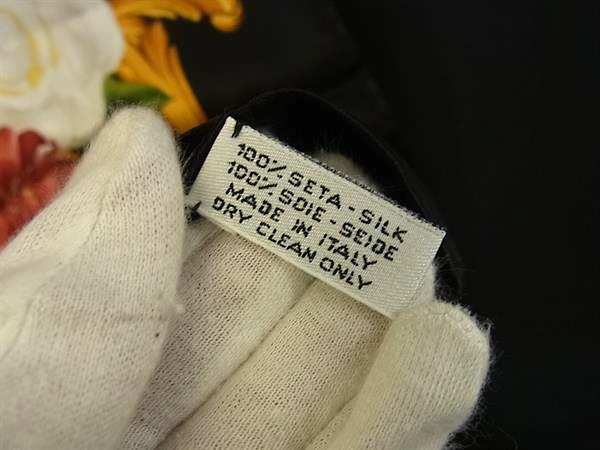 100% SETA - SILK
100% SOIE - SEIDE
MADE IN ITALY
DRY CLEAN ONLY